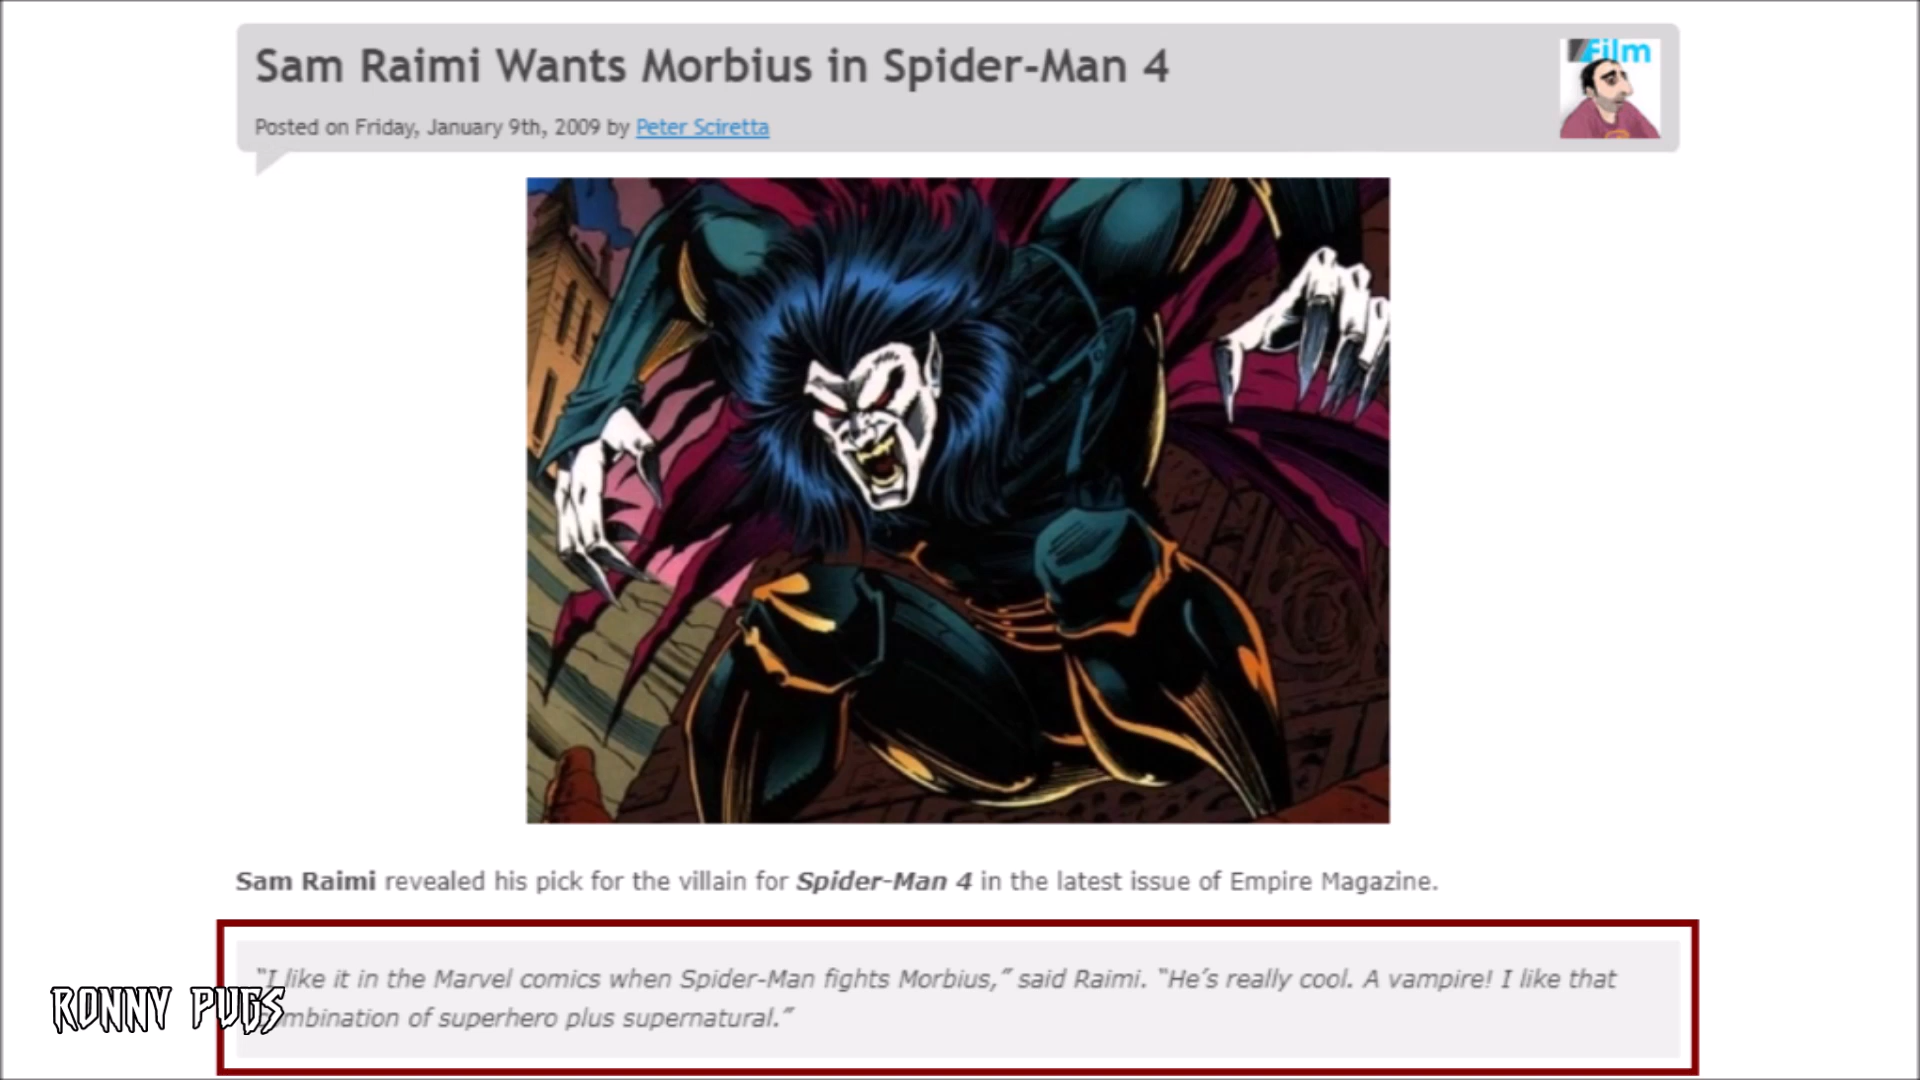 Sam Raimi Wants Morbius in Spider-Man 4
/Film
Posted on Friday, January 9th, 2009 by Peter Sciretta
Sam Raimi revealed his pick for the villain for Spider-Man 4 in the latest issue of Empire Magazine.
“I like it in the Marvel comics when Spider-Man fights Morbius,” said Raimi. “He’s really cool. A vampire! I like that
combination of superhero plus supernatural.”
RONNY PUGS